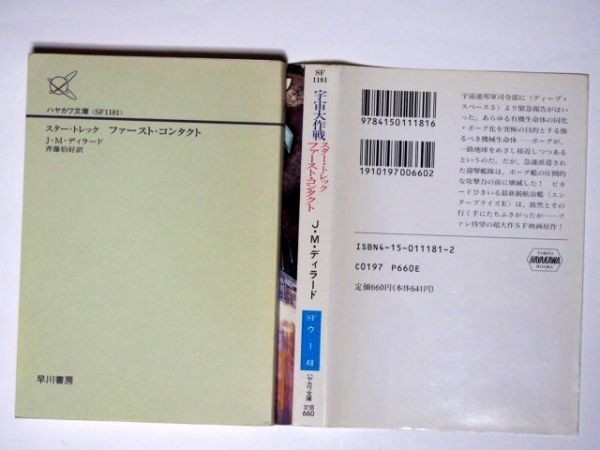 ハヤカワ文庫〈SF1181〉
スター・トレック　ファースト・コンタクト
J・M・ディラード
斉藤伯好訳
早川書房
SF
1181
宇宙大作戦
スター・トレック
ファースト・コンタクト
J・M・ディラード
SF
ウ
1
48
ハヤカワ文庫
定価
660
9784150111816
1910197006602
ISBN4-15-011181-2
C0197 P660E
定価660円(本体641円)
宇宙連邦軍司令部に〈ディープ・
スペース5〉より緊急報告がはい
った。あらゆる有機生命体の同化
・ボーグ化を究極の目的とする恐
るべき機械生命体──ボーグが、
一路地球をめざし接近しつつある
というのだ。だが、急遽派遣され
た迎撃艦隊は、ボーグ艦の圧倒的
な攻撃力の前に壊滅した！　ピカ
ードひきいる最新鋭航宙艦〈エン
タープライズE〉は、敢然とその
行く手にたちふさがったが──フ
ァン待望の超大作SF映画原作！
TOKYO
HAYAKAWA
BOOKS